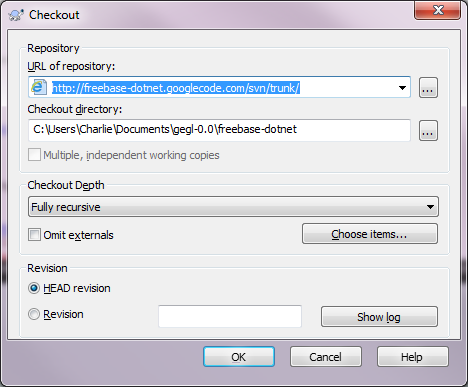 Checkout
Repository
URL of repository:
http://freebase-dotnet.googlecode.com/svn/trunk/
...
Checkout directory:
C:\Users\Charlie\Documents\gegl-0.0\freebase-dotnet
...
Multiple, independent working copies
Checkout Depth
Fully recursive
Omit externals
Choose items...
Revision
HEAD revision
Revision
Show log
OK
Cancel
Help